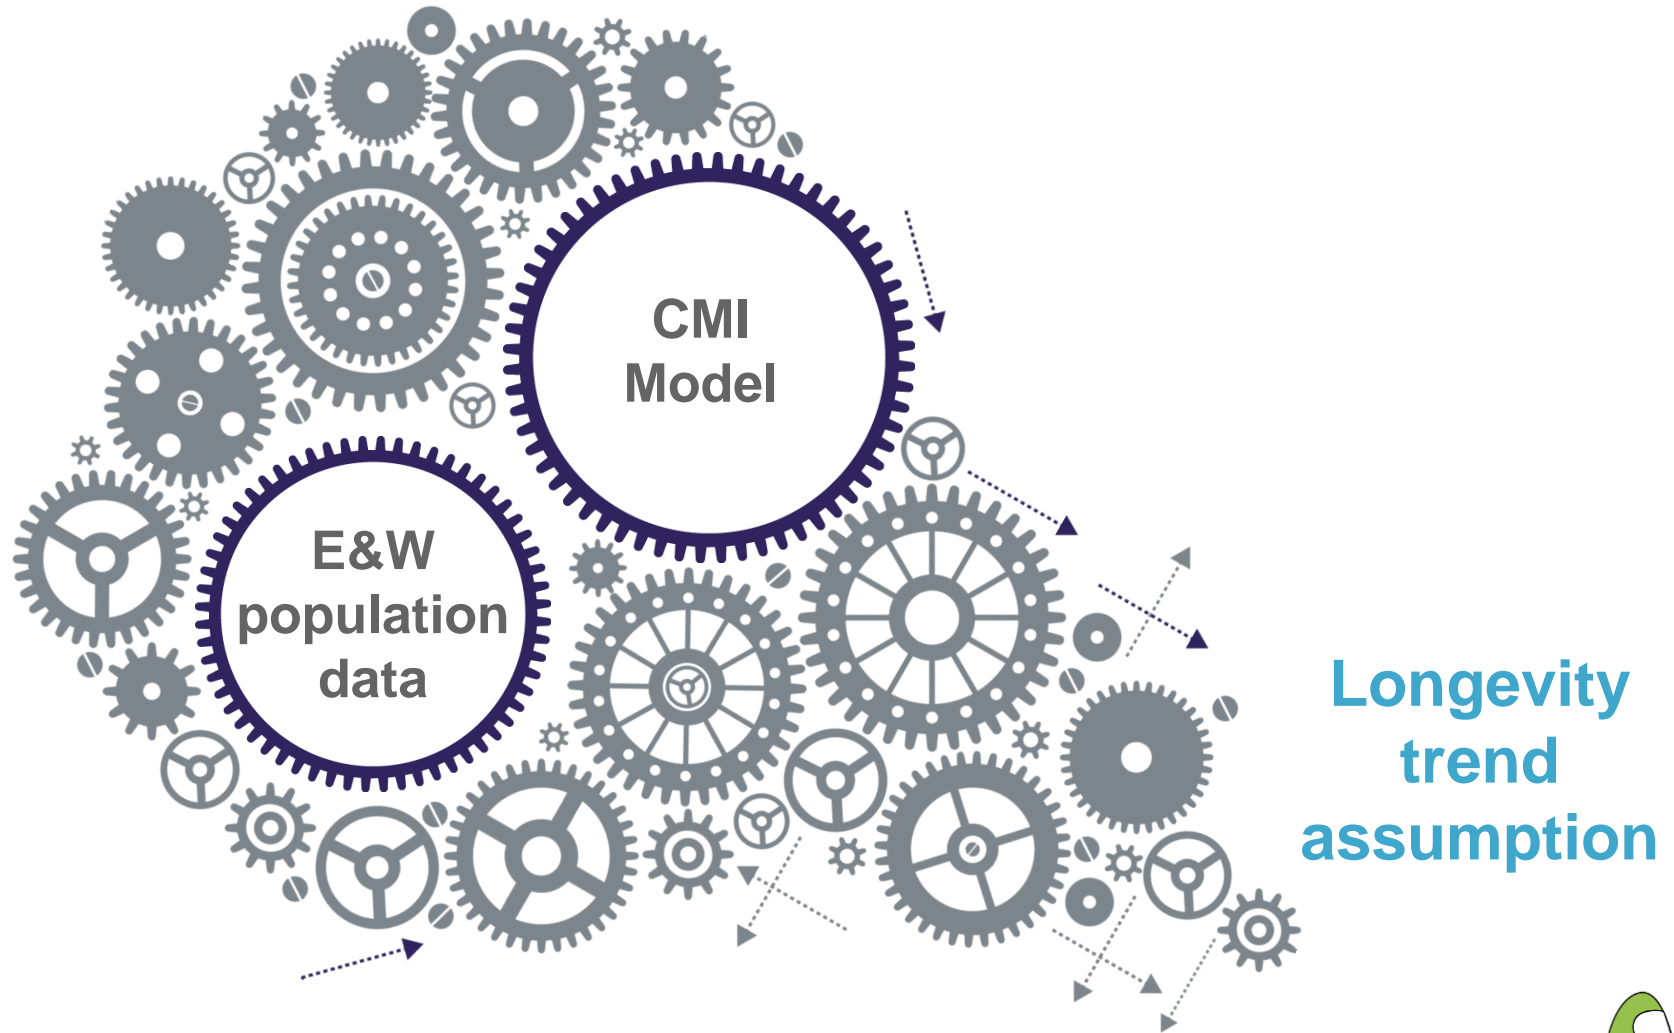 CMI
Model
E&W
population
data
Longevity
trend
assumption